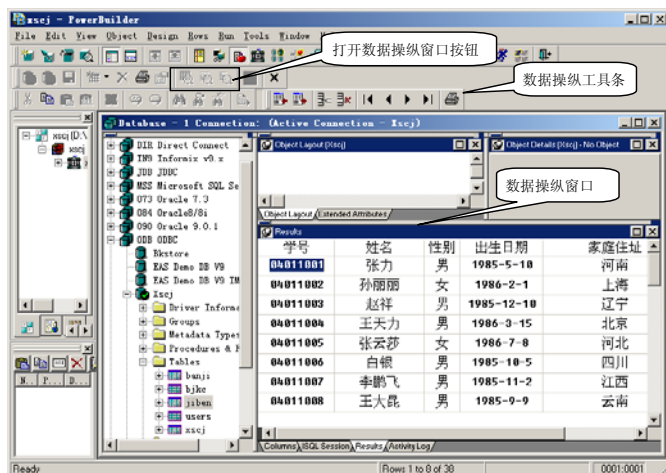 xscj - PowerBuilder
File Edit View Object Design Rows Run Tools Window
打开数据操纵窗口按钮
数据操纵工具条
Database - 1 Connection: (Active Connection - Xscj)
xscj (D:\
xscj
DIR Direct Connect
IN9 Informix v9.x
JDB JDBC
MSS Microsoft SQL Se
O73 Oracle 7.3
O84 Oracle8/8i
O90 Oracle 9.0.1
ODB ODBC
Bkstore
EAS Demo DB V9
EAS Demo DB V9 IM
Xscj
Driver Informa
Groups
Metadata Types
Procedures & F
Tables
banji
bjkc
jiben
users
xscj
N.. P... D...
Object Layout (Xscj)
Object Details (Xscj) - No Object
数据操纵窗口
Object Layout Extended Attributes
Results
学号 姓名 性别 出生日期 家庭住址
04011001 张力 男 1985-5-10 河南
04011002 孙丽丽 女 1986-2-1 上海
04011003 赵祥 男 1985-12-10 辽宁
04011004 王天力 男 1986-3-15 北京
04011005 张云莎 女 1986-7-8 河北
04011006 白银 男 1985-10-5 四川
04011007 李鹏飞 男 1985-11-2 江西
04011008 王大昆 男 1985-9-9 云南
Columns ISQL Session Results Activity Log
Ready
Rows 1 to 8 of 38
0001:0001